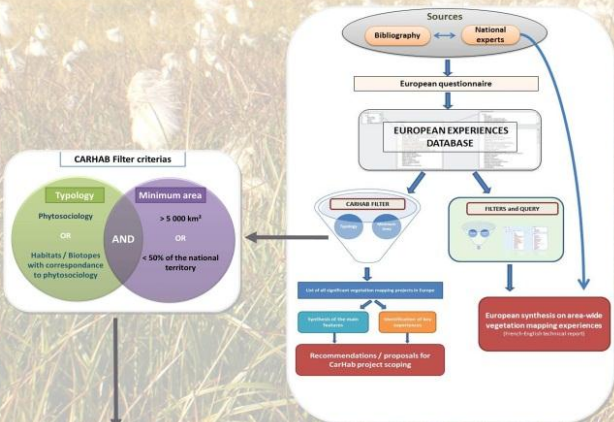 CARHAB Filter criterias
Typology
Minimum area
Phytosociology
OR
Habitats / Biotopes
with correspondance
to phytosociology
AND
> 5 000 km²
OR
< 50% of the national
territory
Sources
Bibliography
National
experts
European questionnaire
EUROPEAN EXPERIENCES
DATABASE
CARHAB FILTER
Typology
FILTERS and QUERY
List of all significant vegetation mapping projects in Europe
Synthesis of the main
features
Identification of key
experiences
Recommendations / proposals for
CarHab project scoping
European synthesis on area-wide
vegetation mapping experiences
(French-English technical report)